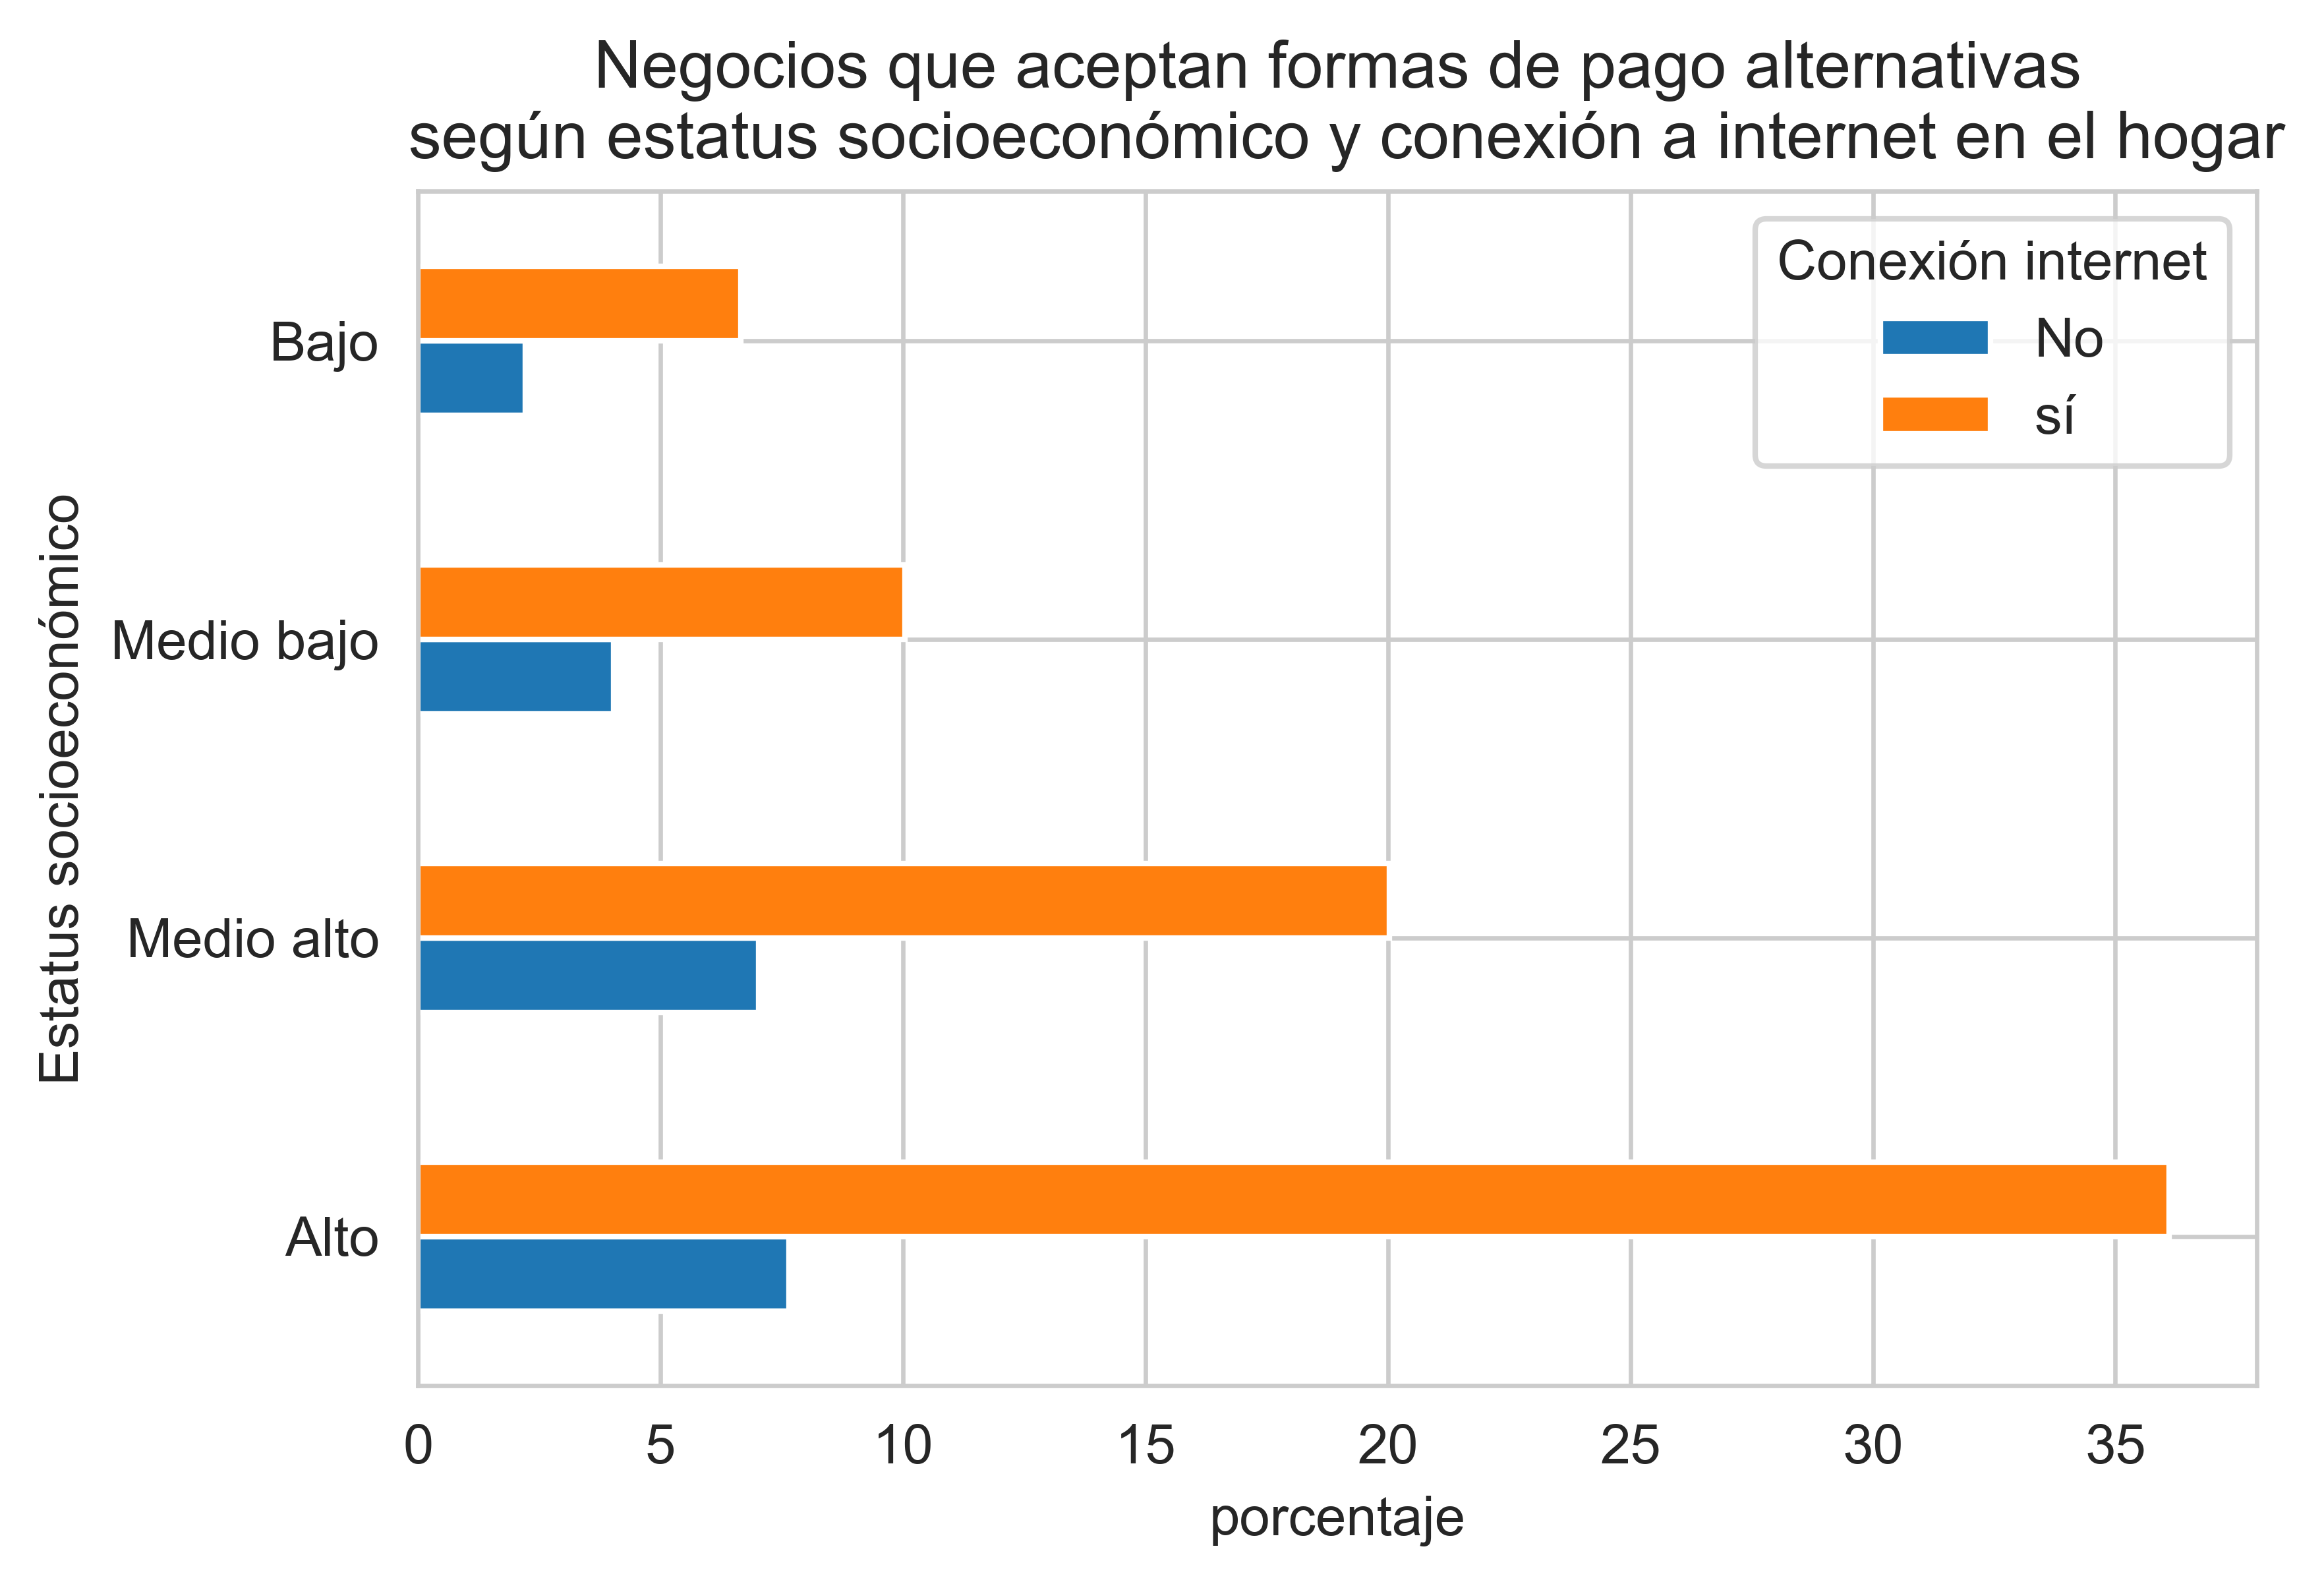 Negocios que aceptan formas de pago alternativas
según estatus socioeconómico y conexión a internet en el hogar
Conexión internet
No
sí
Estatus socioeconómico
Bajo
Medio bajo
Medio alto
Alto
0 5 10 15 20 25 30 35
porcentaje